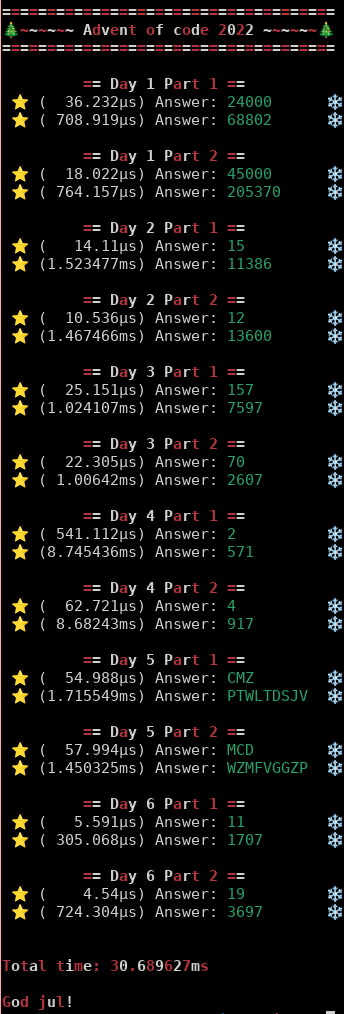 =====================================
🎄~~~~~~ Advent of code 2022 ~~~~~~🎄
=====================================
== Day 1 Part 1 ==
⭐ (  36.232µs) Answer: 24000 ❄
⭐ ( 708.919µs) Answer: 68802 ❄
== Day 1 Part 2 ==
⭐ (  18.022µs) Answer: 45000 ❄
⭐ ( 764.157µs) Answer: 205370 ❄
== Day 2 Part 1 ==
⭐ (   14.11µs) Answer: 15 ❄
⭐ (1.523477ms) Answer: 11386 ❄
== Day 2 Part 2 ==
⭐ (  10.536µs) Answer: 12 ❄
⭐ (1.467466ms) Answer: 13600 ❄
== Day 3 Part 1 ==
⭐ (  25.151µs) Answer: 157 ❄
⭐ (1.024107ms) Answer: 7597 ❄
== Day 3 Part 2 ==
⭐ (  22.305µs) Answer: 70 ❄
⭐ ( 1.00642ms) Answer: 2607 ❄
== Day 4 Part 1 ==
⭐ ( 541.112µs) Answer: 2 ❄
⭐ (8.745436ms) Answer: 571 ❄
== Day 4 Part 2 ==
⭐ (  62.721µs) Answer: 4 ❄
⭐ ( 8.68243ms) Answer: 917 ❄
== Day 5 Part 1 ==
⭐ (  54.988µs) Answer: CMZ ❄
⭐ (1.715549ms) Answer: PTWLTDSJV ❄
== Day 5 Part 2 ==
⭐ (  57.994µs) Answer: MCD ❄
⭐ (1.450325ms) Answer: WZMFVGGZP ❄
== Day 6 Part 1 ==
⭐ (   5.591µs) Answer: 11 ❄
⭐ ( 305.068µs) Answer: 1707 ❄
== Day 6 Part 2 ==
⭐ (    4.54µs) Answer: 19 ❄
⭐ ( 724.304µs) Answer: 3697 ❄
Total time: 30.689627ms
God jul!